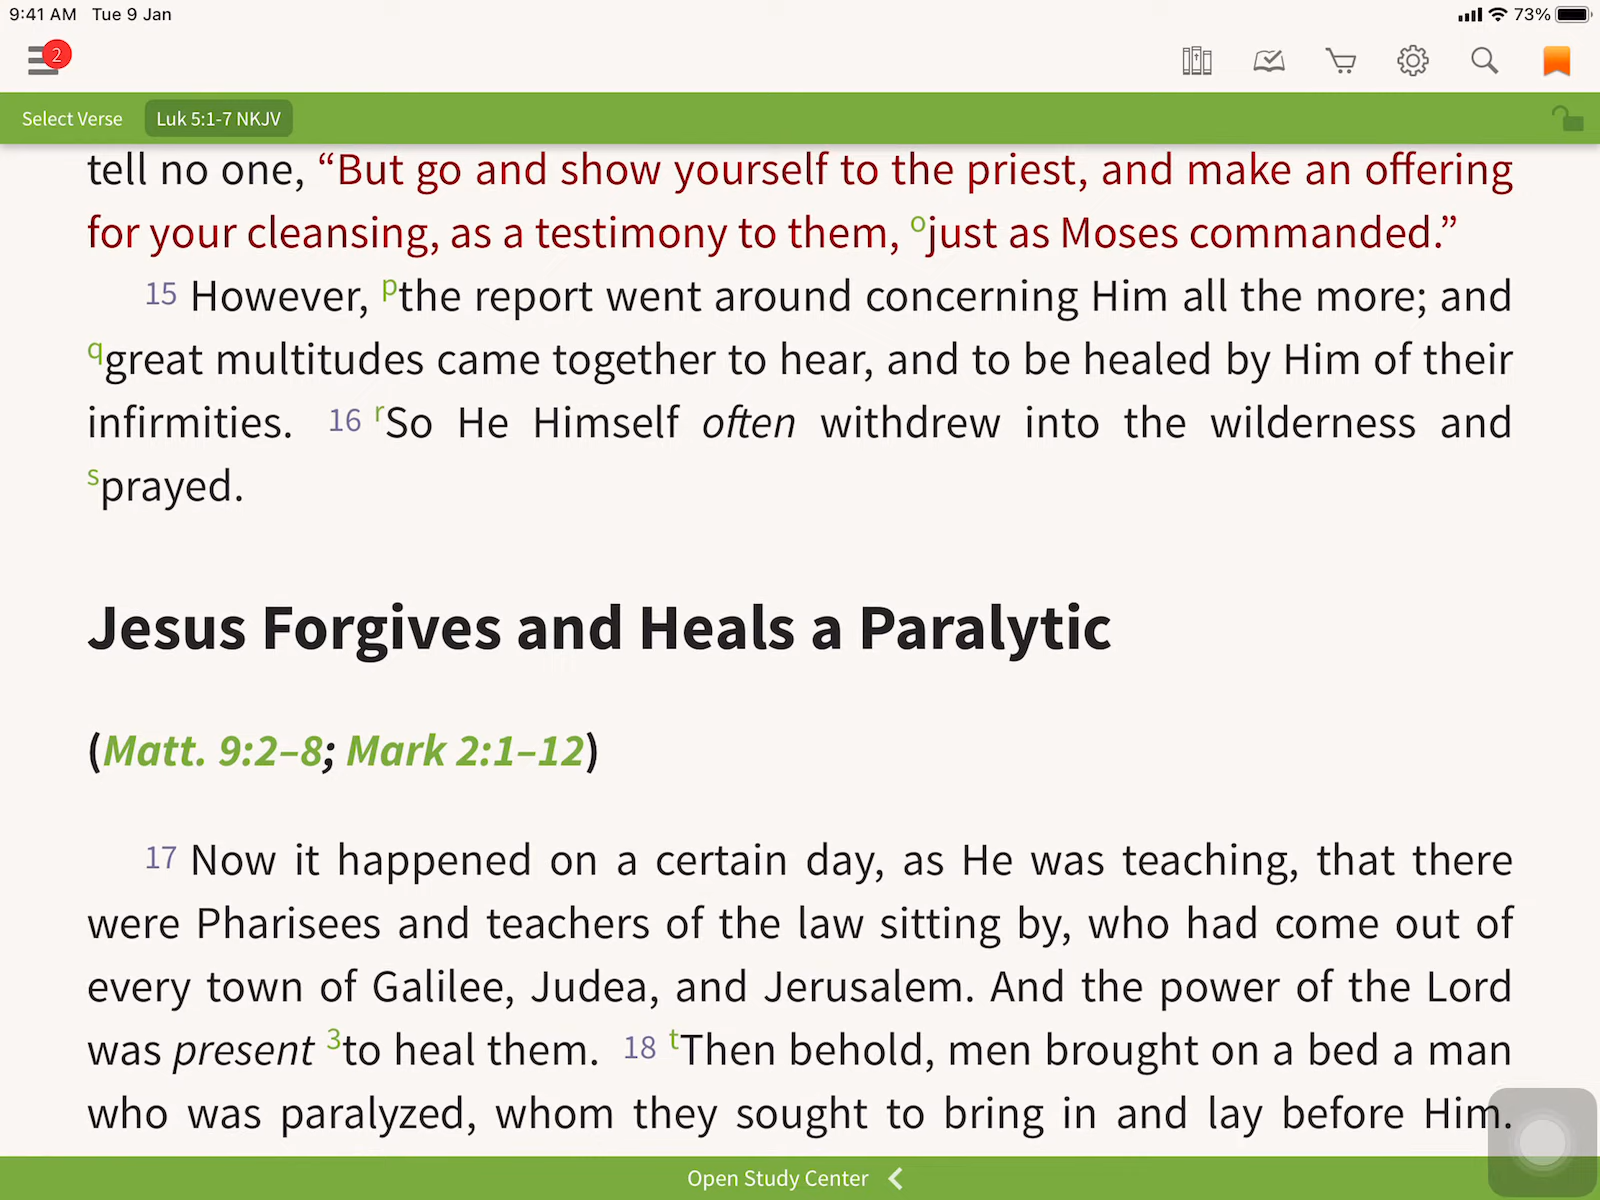 9:41 AM Tue 9 Jan 73%
2
Select Verse Luk 5:1-7 NKJV
tell no one, “But go and show yourself to the priest, and make an offering
for your cleansing, as a testimony to them, ojust as Moses commanded.”
15 However, pthe report went around concerning Him all the more; and
qgreat multitudes came together to hear, and to be healed by Him of their
infirmities. 16 rSo He Himself often withdrew into the wilderness and
sprayed.
Jesus Forgives and Heals a Paralytic
(Matt. 9:2–8; Mark 2:1–12)
17 Now it happened on a certain day, as He was teaching, that there
were Pharisees and teachers of the law sitting by, who had come out of
every town of Galilee, Judea, and Jerusalem. And the power of the Lord
was present 3to heal them. 18 tThen behold, men brought on a bed a man
who was paralyzed, whom they sought to bring in and lay before Him.
Open Study Center